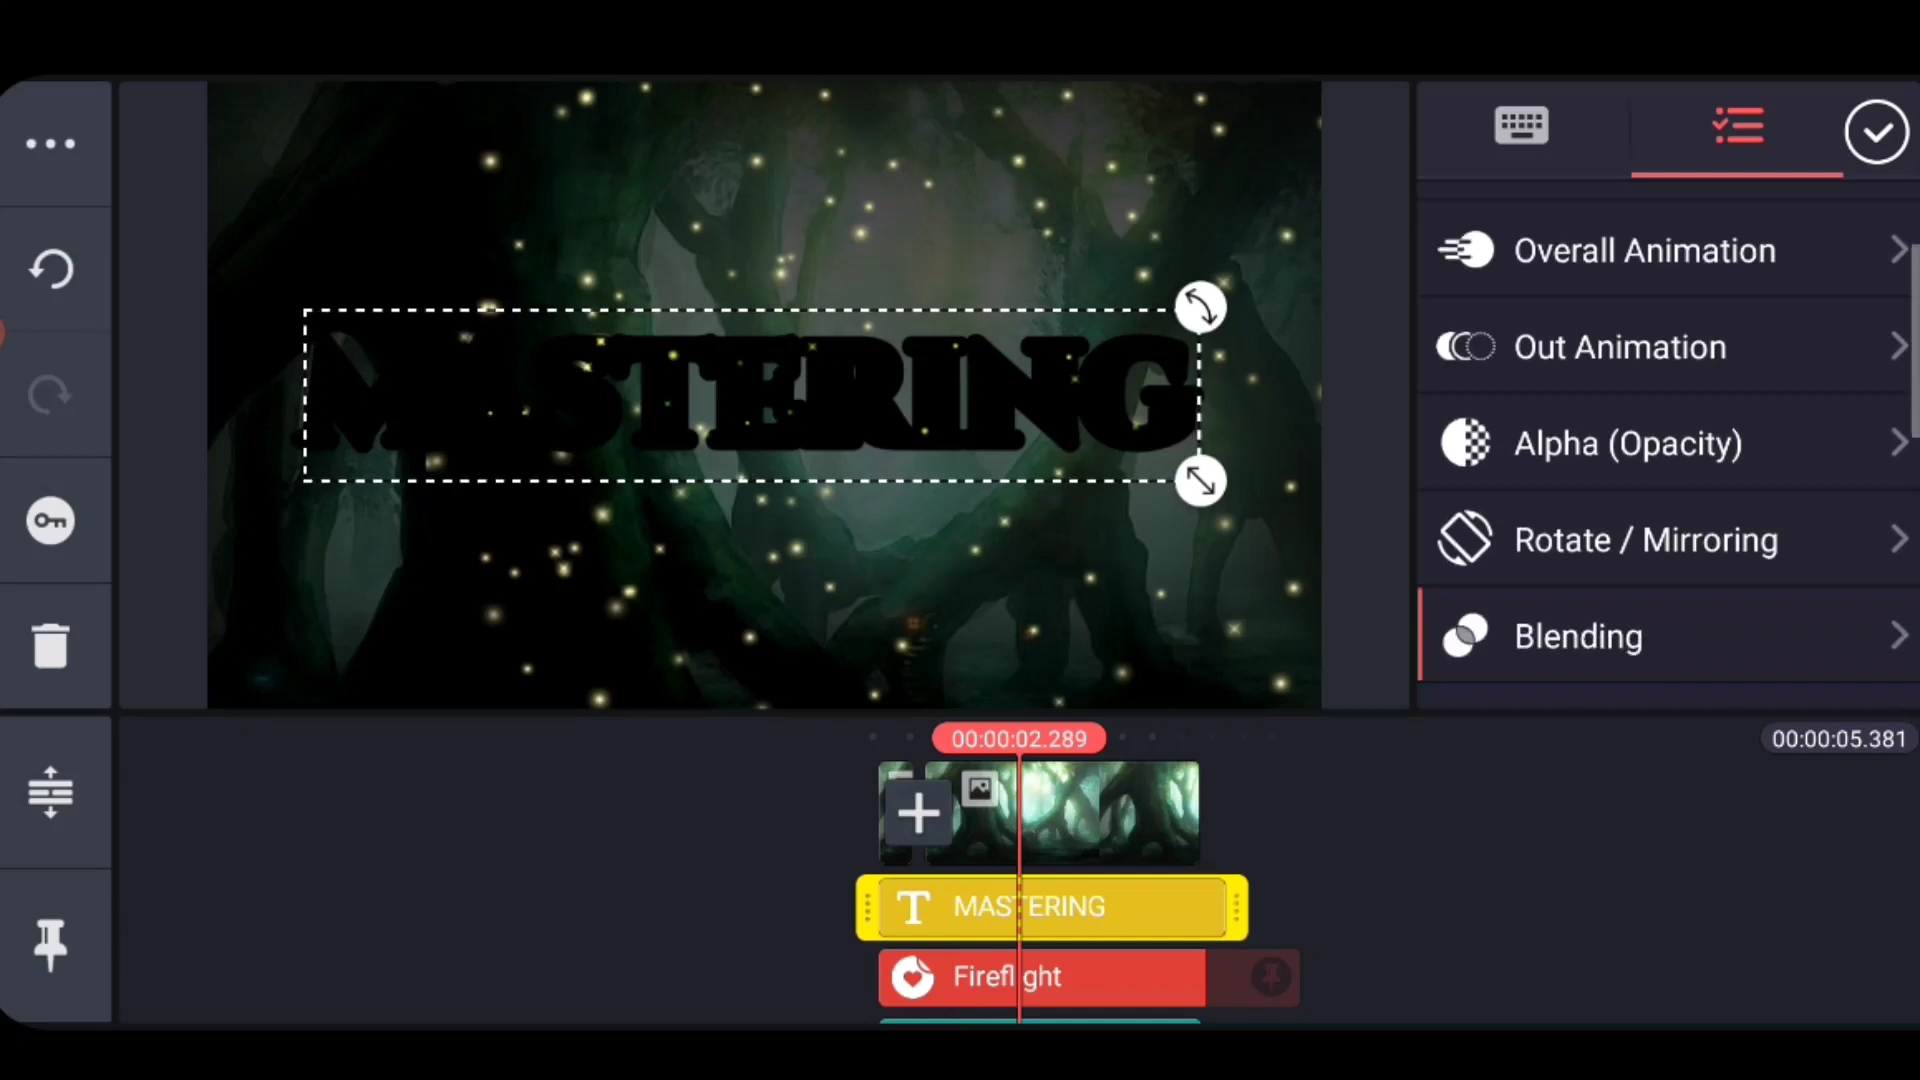 MASTERING
Overall Animation
Out Animation
Alpha (Opacity)
Rotate / Mirroring
Blending
00:00:02.289
00:00:05.381
T MASTERING
Fireflight